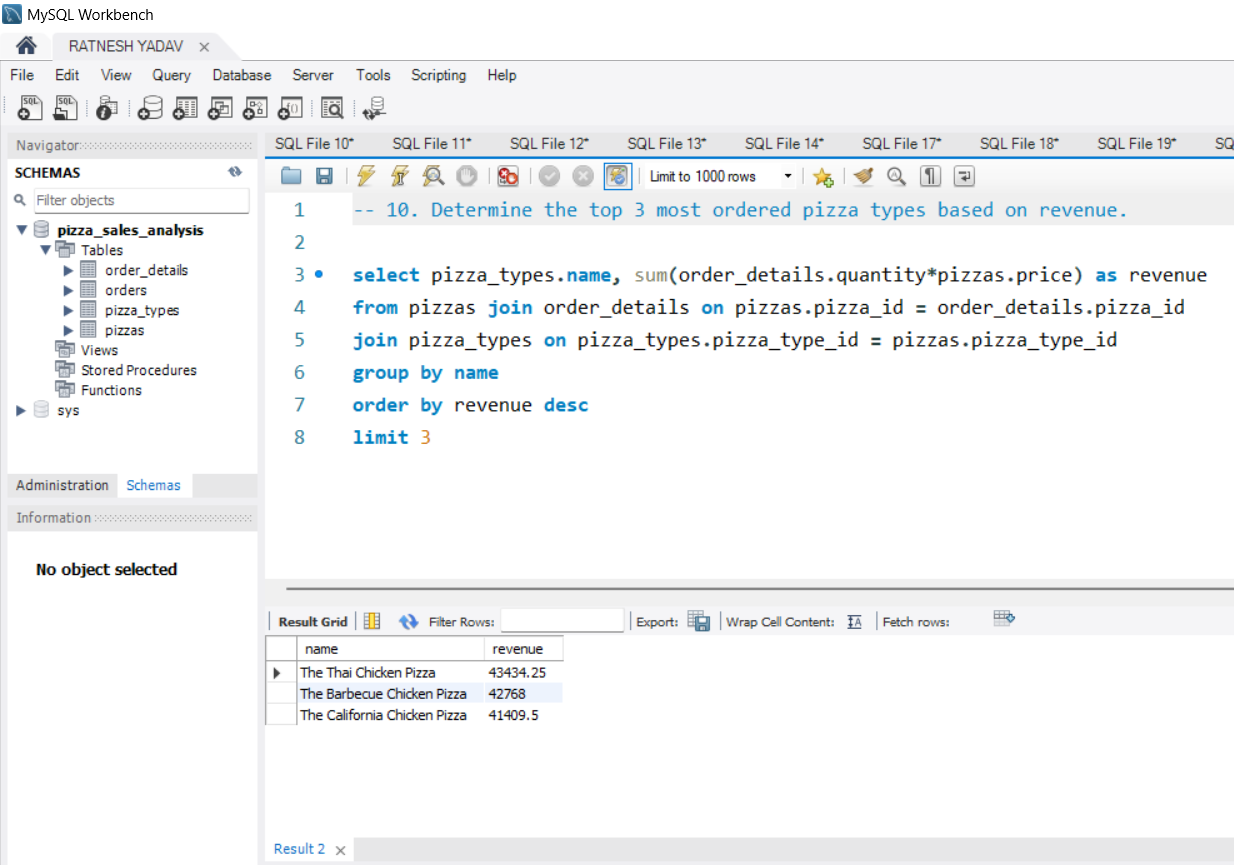 MySQL Workbench
RATNESH YADAV
File Edit View Query Database Server Tools Scripting Help
SQL SQL
Navigator
SCHEMAS
Filter objects
pizza_sales_analysis
Tables
order_details
orders
pizza_types
pizzas
Views
Stored Procedures
Functions
sys
Administration Schemas
Information
No object selected
SQL File 10* SQL File 11* SQL File 12* SQL File 13* SQL File 14* SQL File 17* SQL File 18* SQL File 19* SQ
Limit to 1000 rows
1 -- 10. Determine the top 3 most ordered pizza types based on revenue.
2
3 select pizza_types.name, sum(order_details.quantity*pizzas.price) as revenue
4 from pizzas join order_details on pizzas.pizza_id = order_details.pizza_id
5 join pizza_types on pizza_types.pizza_type_id = pizzas.pizza_type_id
6 group by name
7 order by revenue desc
8 limit 3
Result Grid Filter Rows: Export: Wrap Cell Content: IA Fetch rows:
name revenue
The Thai Chicken Pizza 43434.25
The Barbecue Chicken Pizza 42768
The California Chicken Pizza 41409.5
Result 2